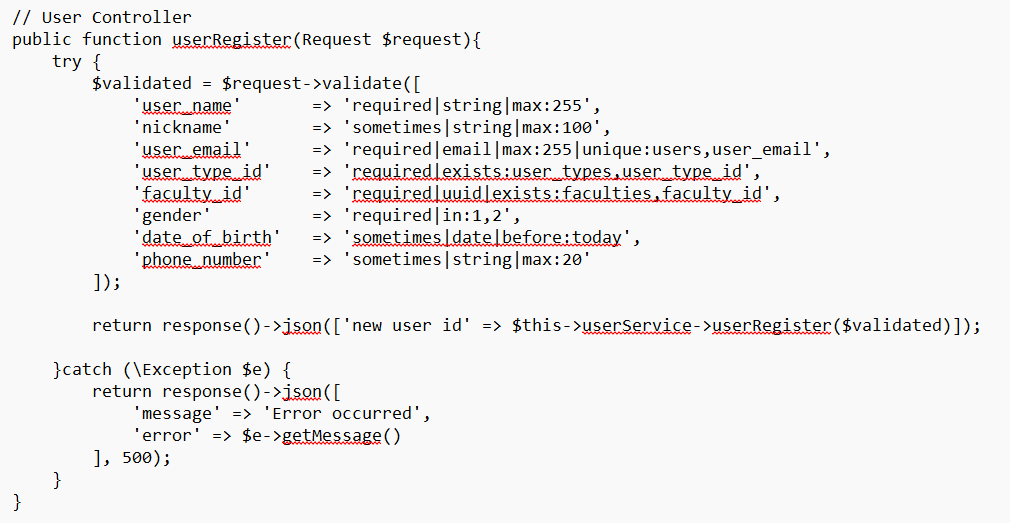 // User Controller
public function userRegister(Request $request){
    try {
        $validated = $request->validate([
            'user_name'       => 'required|string|max:255',
            'nickname'        => 'sometimes|string|max:100',
            'user_email'      => 'required|email|max:255|unique:users,user_email',
            'user_type_id'    => 'required|exists:user_types,user_type_id',
            'faculty_id'      => 'required|uuid|exists:faculties,faculty_id',
            'gender'          => 'required|in:1,2',
            'date_of_birth'   => 'sometimes|date|before:today',
            'phone_number'    => 'sometimes|string|max:20'
        ]);

        return response()->json(['new user id' => $this->userService->userRegister($validated)]);

    }catch (\Exception $e) {
        return response()->json([
            'message' => 'Error occurred',
            'error' => $e->getMessage()
        ], 500);
    }
}